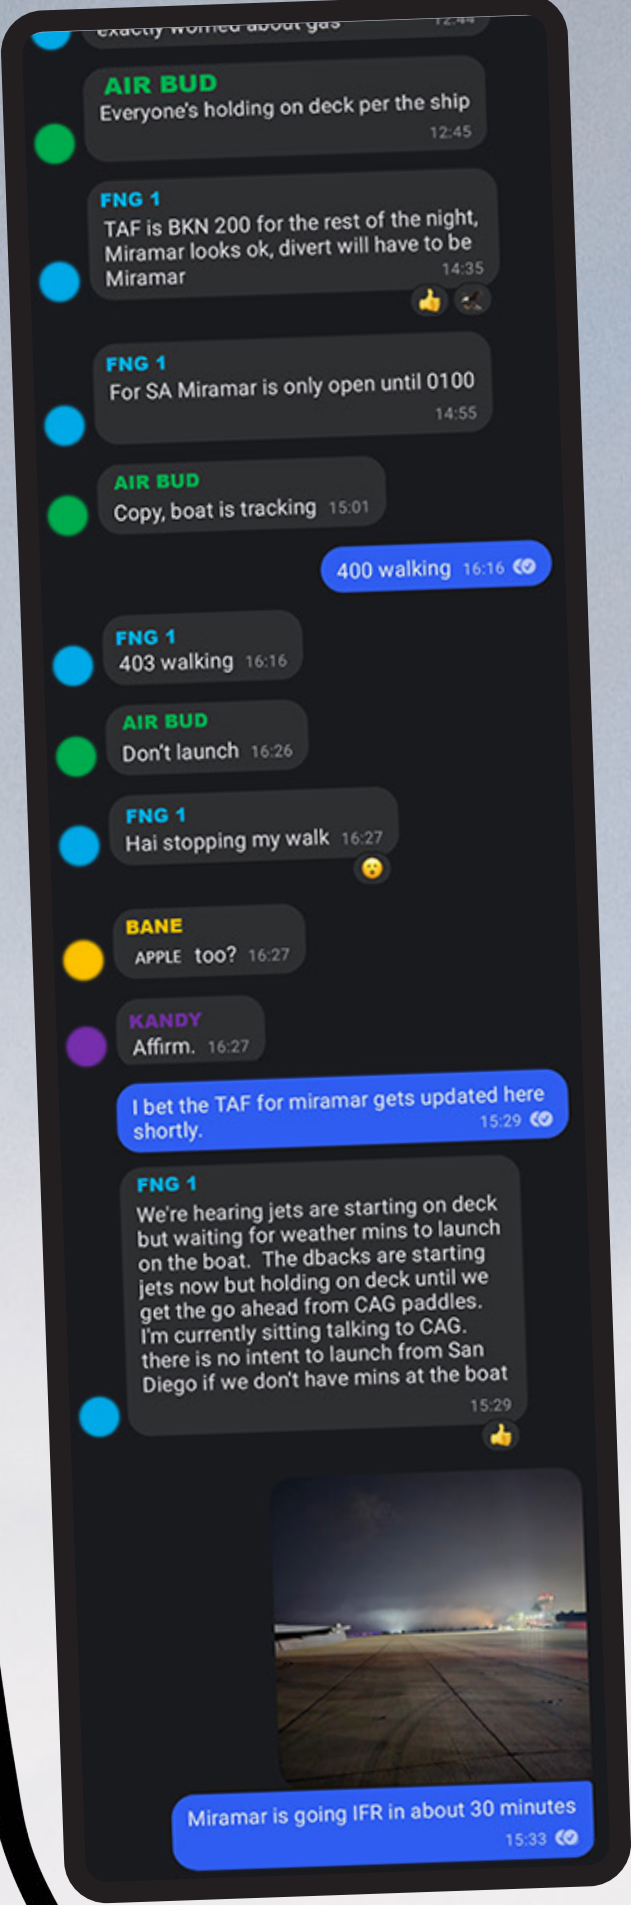 exactly worried about gas 12:44
AIR BUD
Everyone's holding on deck per the ship
12:45
FNG 1
TAF is BKN 200 for the rest of the night,
Miramar looks ok, divert will have to be
Miramar 14:35
FNG 1
For SA Miramar is only open until 0100
14:55
AIR BUD
Copy, boat is tracking 15:01
400 walking 16:16
FNG 1
403 walking 16:16
AIR BUD
Don't launch 16:26
FNG 1
Hai stopping my walk 16:27
BANE
APPLE too? 16:27
KANDY
Affirm. 16:27
I bet the TAF for miramar gets updated here
shortly. 15:29
FNG 1
We're hearing jets are starting on deck
but waiting for weather mins to launch
on the boat. The dbacks are starting
jets now but holding on deck until we
get the go ahead from CAG paddles.
I'm currently sitting talking to CAG.
there is no intent to launch from San
Diego if we don't have mins at the boat
15:29
Miramar is going IFR in about 30 minutes
15:33